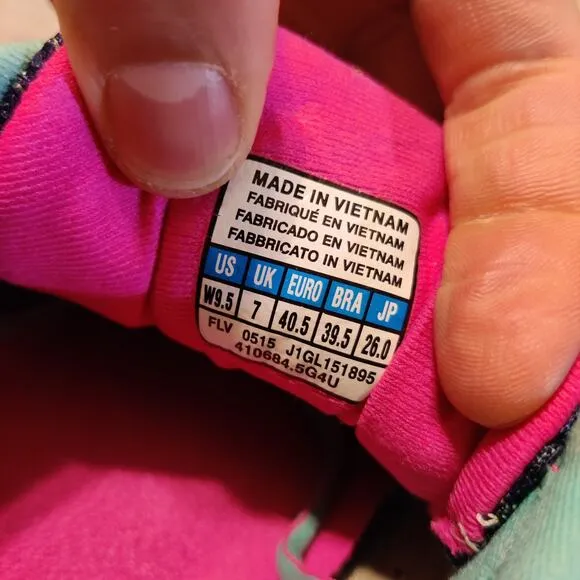 MADE IN VIETNAM
FABRIQUÉ EN VIETNAM
FABRICADO EN VIETNAM
FABBRICATO IN VIETNAM
US UK EURO BRA JP
W9.5 7 40.5 39.5 26.0
FLV 0515 J1GL151895
410684.5G4U